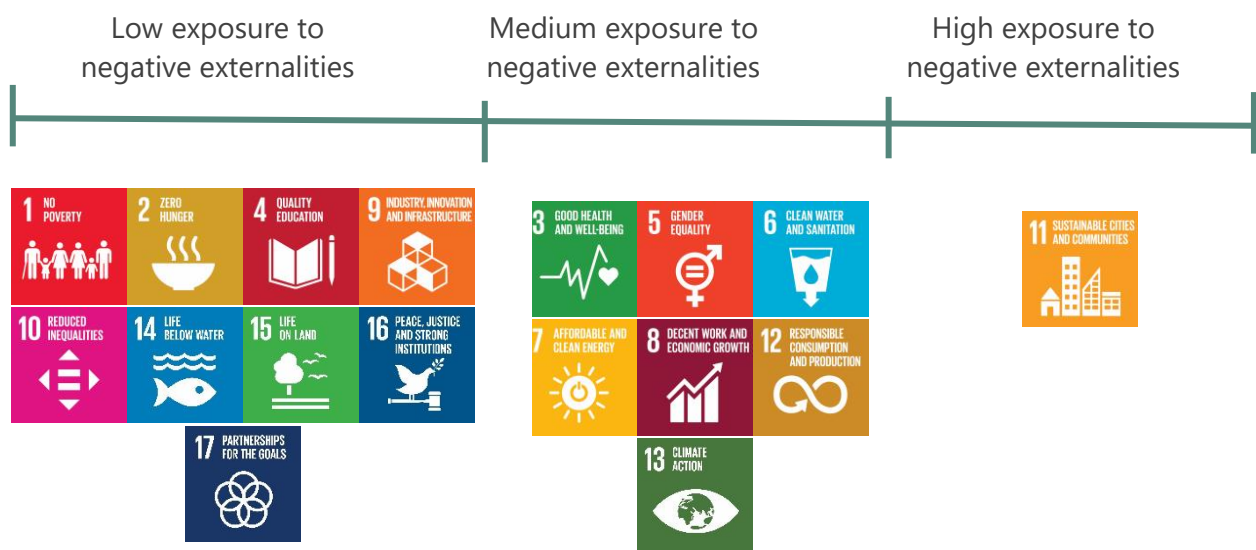 Low exposure to
negative externalities
Medium exposure to
negative externalities
High exposure to
negative externalities
1 NO
POVERTY
2 ZERO
HUNGER
4 QUALITY
EDUCATION
9 INDUSTRY, INNOVATION
AND INFRASTRUCTURE
10 REDUCED
INEQUALITIES
14 LIFE
BELOW WATER
15 LIFE
ON LAND
16 PEACE, JUSTICE
AND STRONG
INSTITUTIONS
17 PARTNERSHIPS
FOR THE GOALS
3 GOOD HEALTH
AND WELL-BEING
5 GENDER
EQUALITY
6 CLEAN WATER
AND SANITATION
7 AFFORDABLE AND
CLEAN ENERGY
8 DECENT WORK AND
ECONOMIC GROWTH
12 RESPONSIBLE
CONSUMPTION
AND PRODUCTION
13 CLIMATE
ACTION
11 SUSTAINABLE CITIES
AND COMMUNITIES